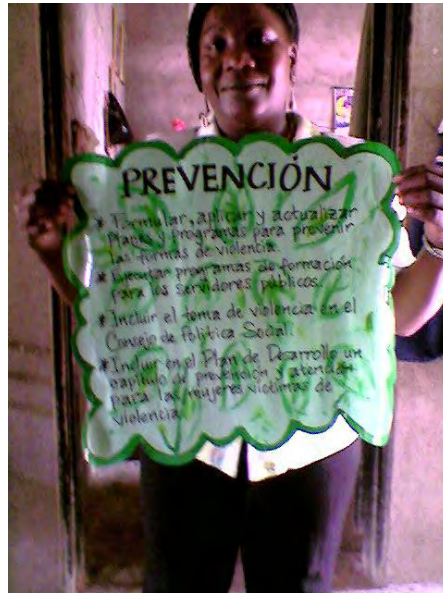 PREVENCIÓN
* Formular, aplicar y actualizar
planes y programas para prevenir
las formas de violencia.
* Ejecutar programas de formación
para los servidores públicos.
* Incluir el tema de violencia en el
Consejo de Política Social.
* Incluir en el Plan de Desarrollo un
capítulo de prevención y atención
para las mujeres víctimas de
violencia